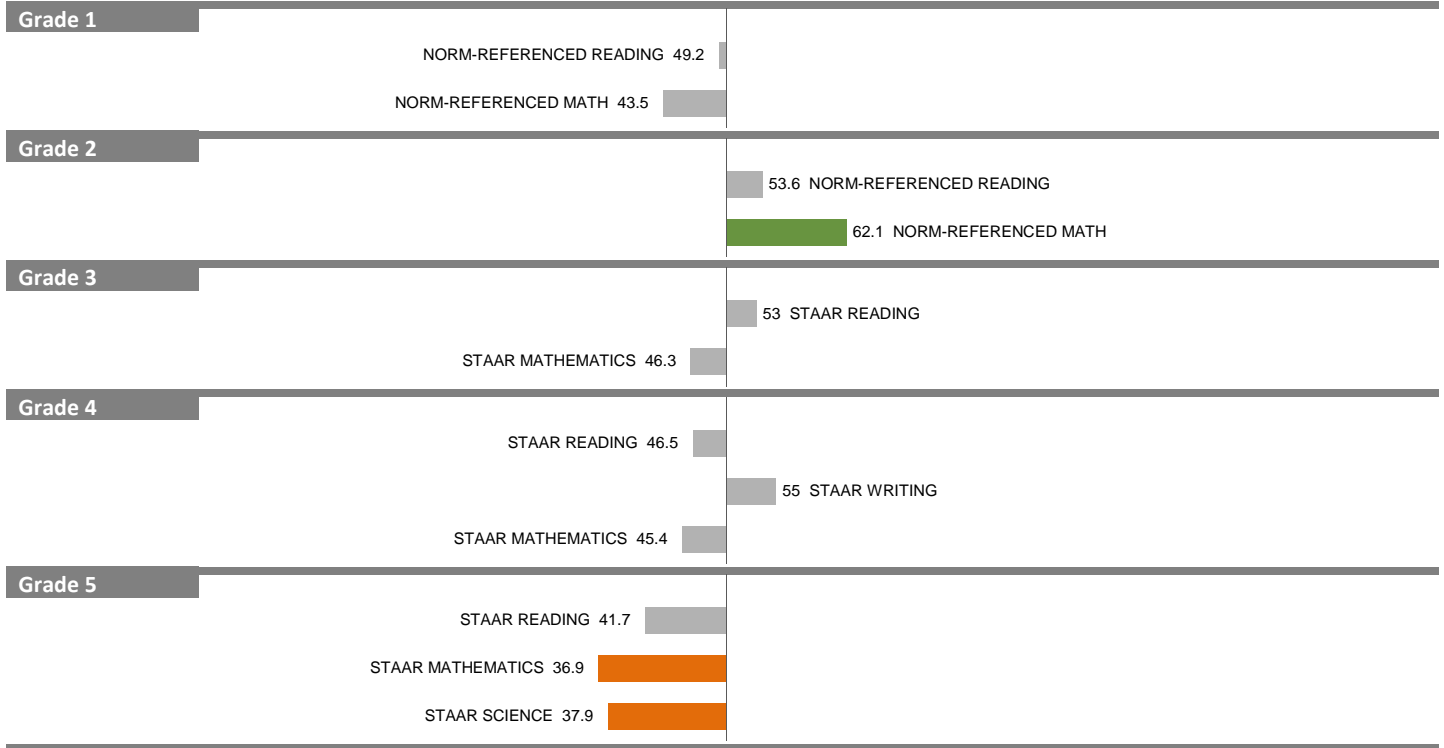 Grade 1
NORM-REFERENCED READING 49.2
NORM-REFERENCED MATH 43.5
Grade 2
53.6 NORM-REFERENCED READING
62.1 NORM-REFERENCED MATH
Grade 3
53 STAAR READING
STAAR MATHEMATICS 46.3
Grade 4
STAAR READING 46.5
55 STAAR WRITING
STAAR MATHEMATICS 45.4
Grade 5
STAAR READING 41.7
STAAR MATHEMATICS 36.9
STAAR SCIENCE 37.9